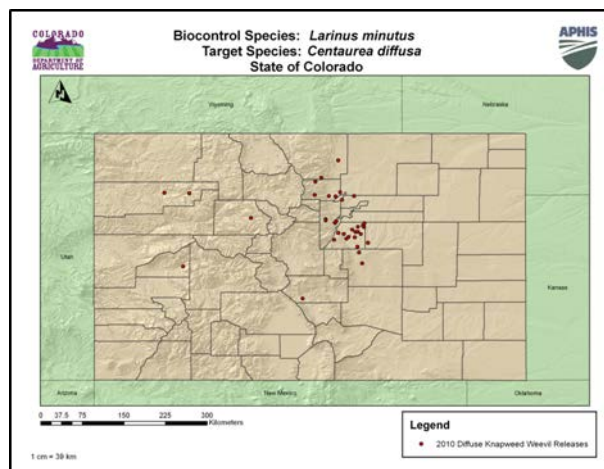 COLORADO
DEPARTMENT OF
AGRICULTURE
Biocontrol Species: Larinus minutus
Target Species: Centaurea diffusa
State of Colorado
APHIS
Wyoming
Nebraska
Utah
Kansas
Arizona
New Mexico
Oklahoma
0 37.5 75 150 225 300
Kilometers
1 cm = 39 km
Legend
2010 Diffuse Knapweed Weevil Releases